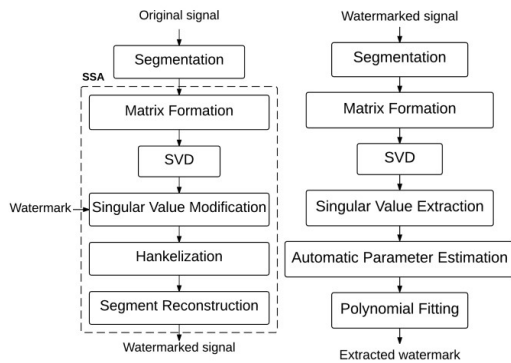 Original signal
Segmentation
SSA
Matrix Formation
SVD
Watermark
Singular Value Modification
Hankelization
Segment Reconstruction
Watermarked signal
Watermarked signal
Segmentation
Matrix Formation
SVD
Singular Value Extraction
Automatic Parameter Estimation
Polynomial Fitting
Extracted watermark